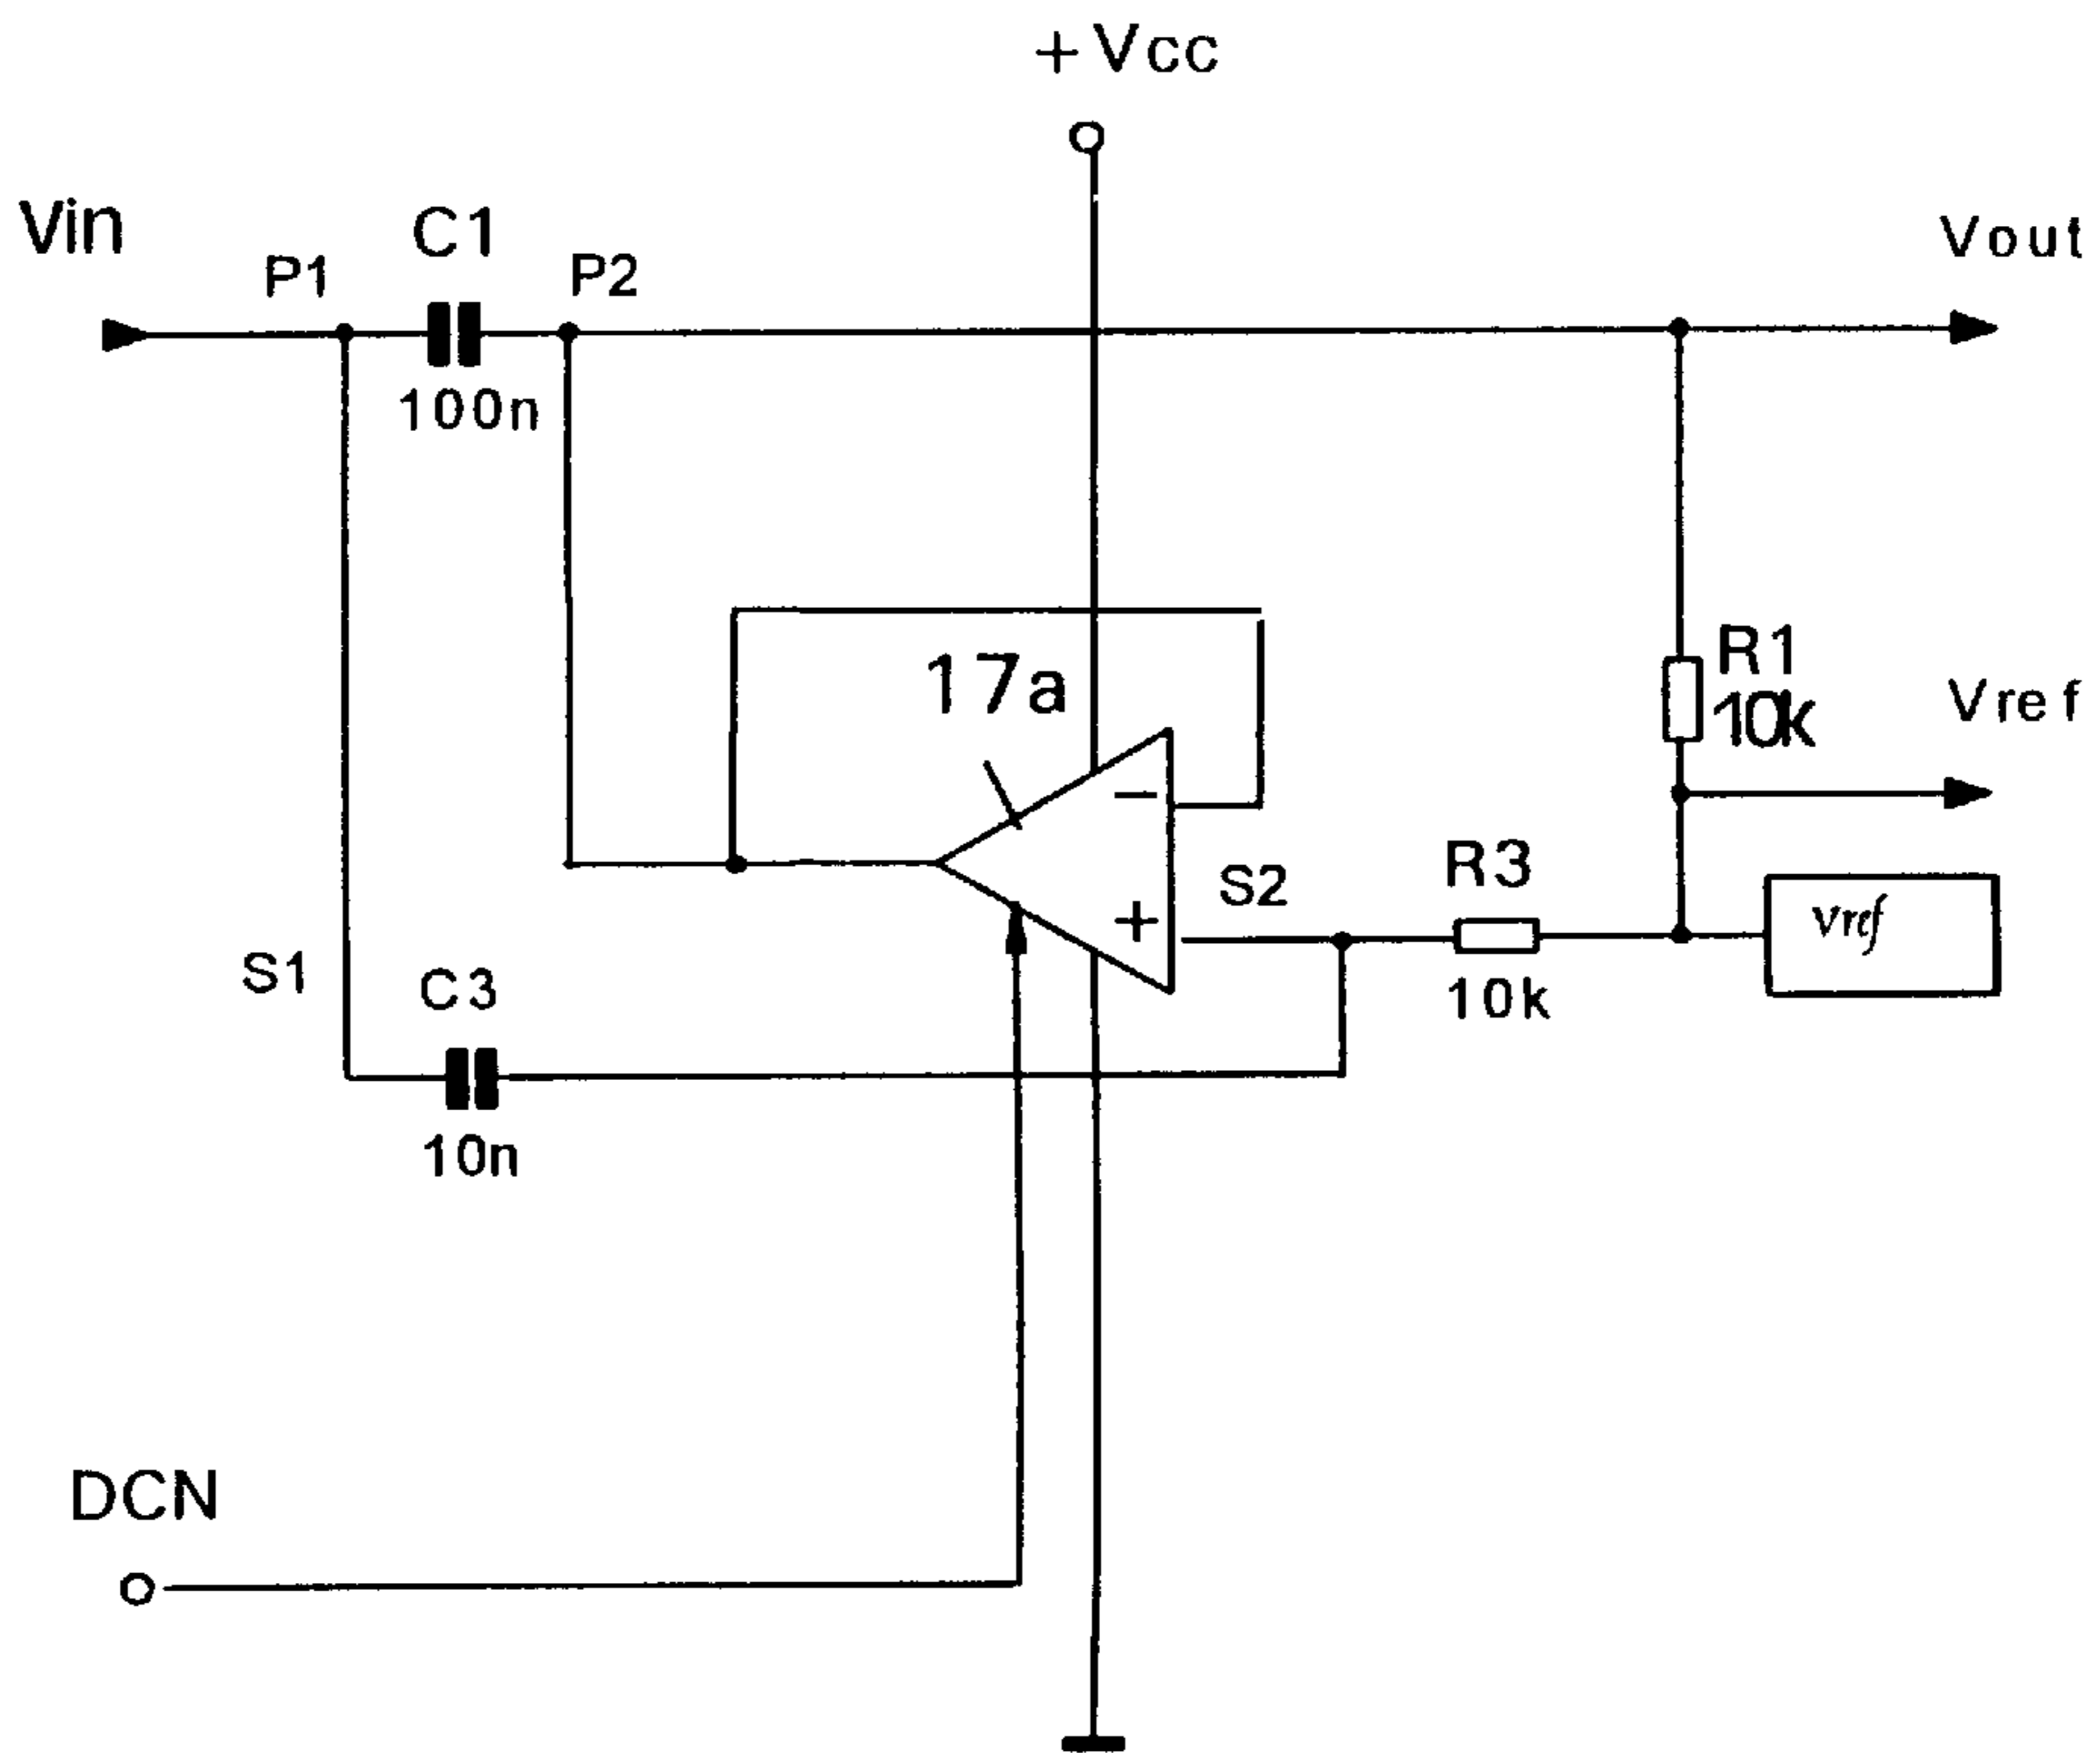 +Vcc
Vin
P1
C1
P2
100n
Vout
17a
R1
10k
Vref
−
+
S2
R3
10k
vref
S1
C3
10n
DCN